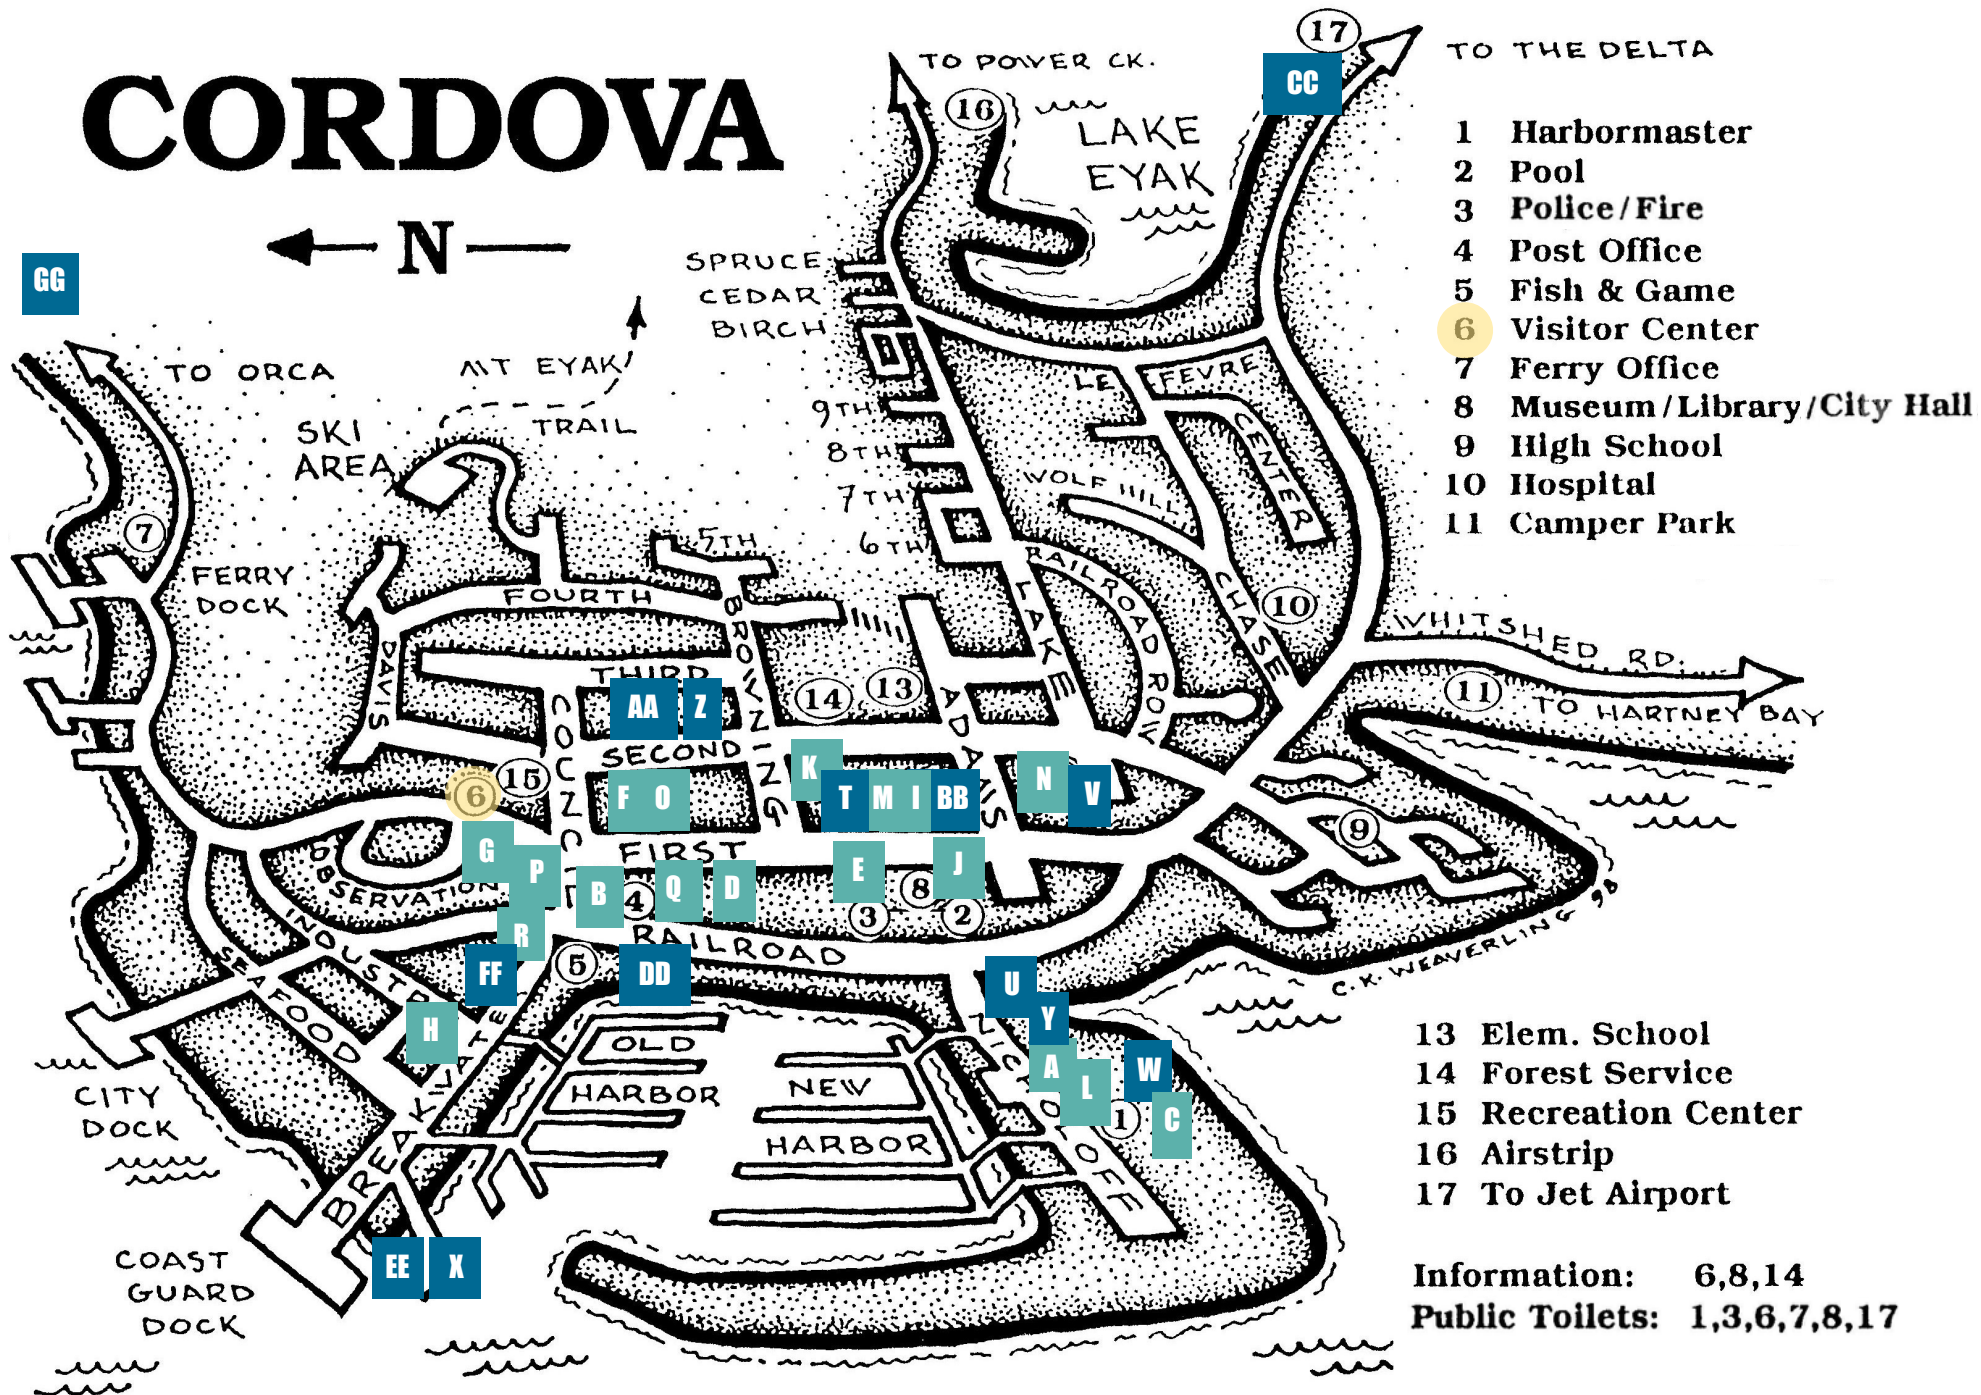 CORDOVA
← N
TO POWER CK.
16
LAKE
EYAK
17
CC
TO THE DELTA
1 Harbormaster
2 Pool
3 Police/Fire
4 Post Office
5 Fish & Game
6 Visitor Center
7 Ferry Office
8 Museum/Library/City Hall
9 High School
10 Hospital
11 Camper Park
GG
SPRUCE
CEDAR
BIRCH
TO ORCA
MT EYAK
TRAIL
SKI
AREA
9TH
8TH
7TH
6TH
5TH
LE FEVRE
CENTER
WOLF HILL
7
FERRY
DOCK
FOURTH
BROWNING
LAKE
RAILROAD ROW
CHASE
10
WHITSHED RD.
11
TO HARTNEY BAY
DAVIS
THIRD
COUNCIL
AA
Z
14
13
ADAMS
SECOND
6
15
F O
K
T
M I
BB
N
V
9
G
P
FIRST
OBSERVATION
B
4
Q
D
E
3
8
J
2
R
RAILROAD
INDUSTRY
SEAFOOD
FF
5
DD
U
Y
H
BREAKWATER
OLD
HARBOR
NEW
HARBOR
NICHOLOFF
A
L
W
1
C
C.K. WEAVERLING 98
CITY
DOCK
COAST
GUARD
DOCK
EE
X
13 Elem. School
14 Forest Service
15 Recreation Center
16 Airstrip
17 To Jet Airport
Information: 6,8,14
Public Toilets: 1,3,6,7,8,17